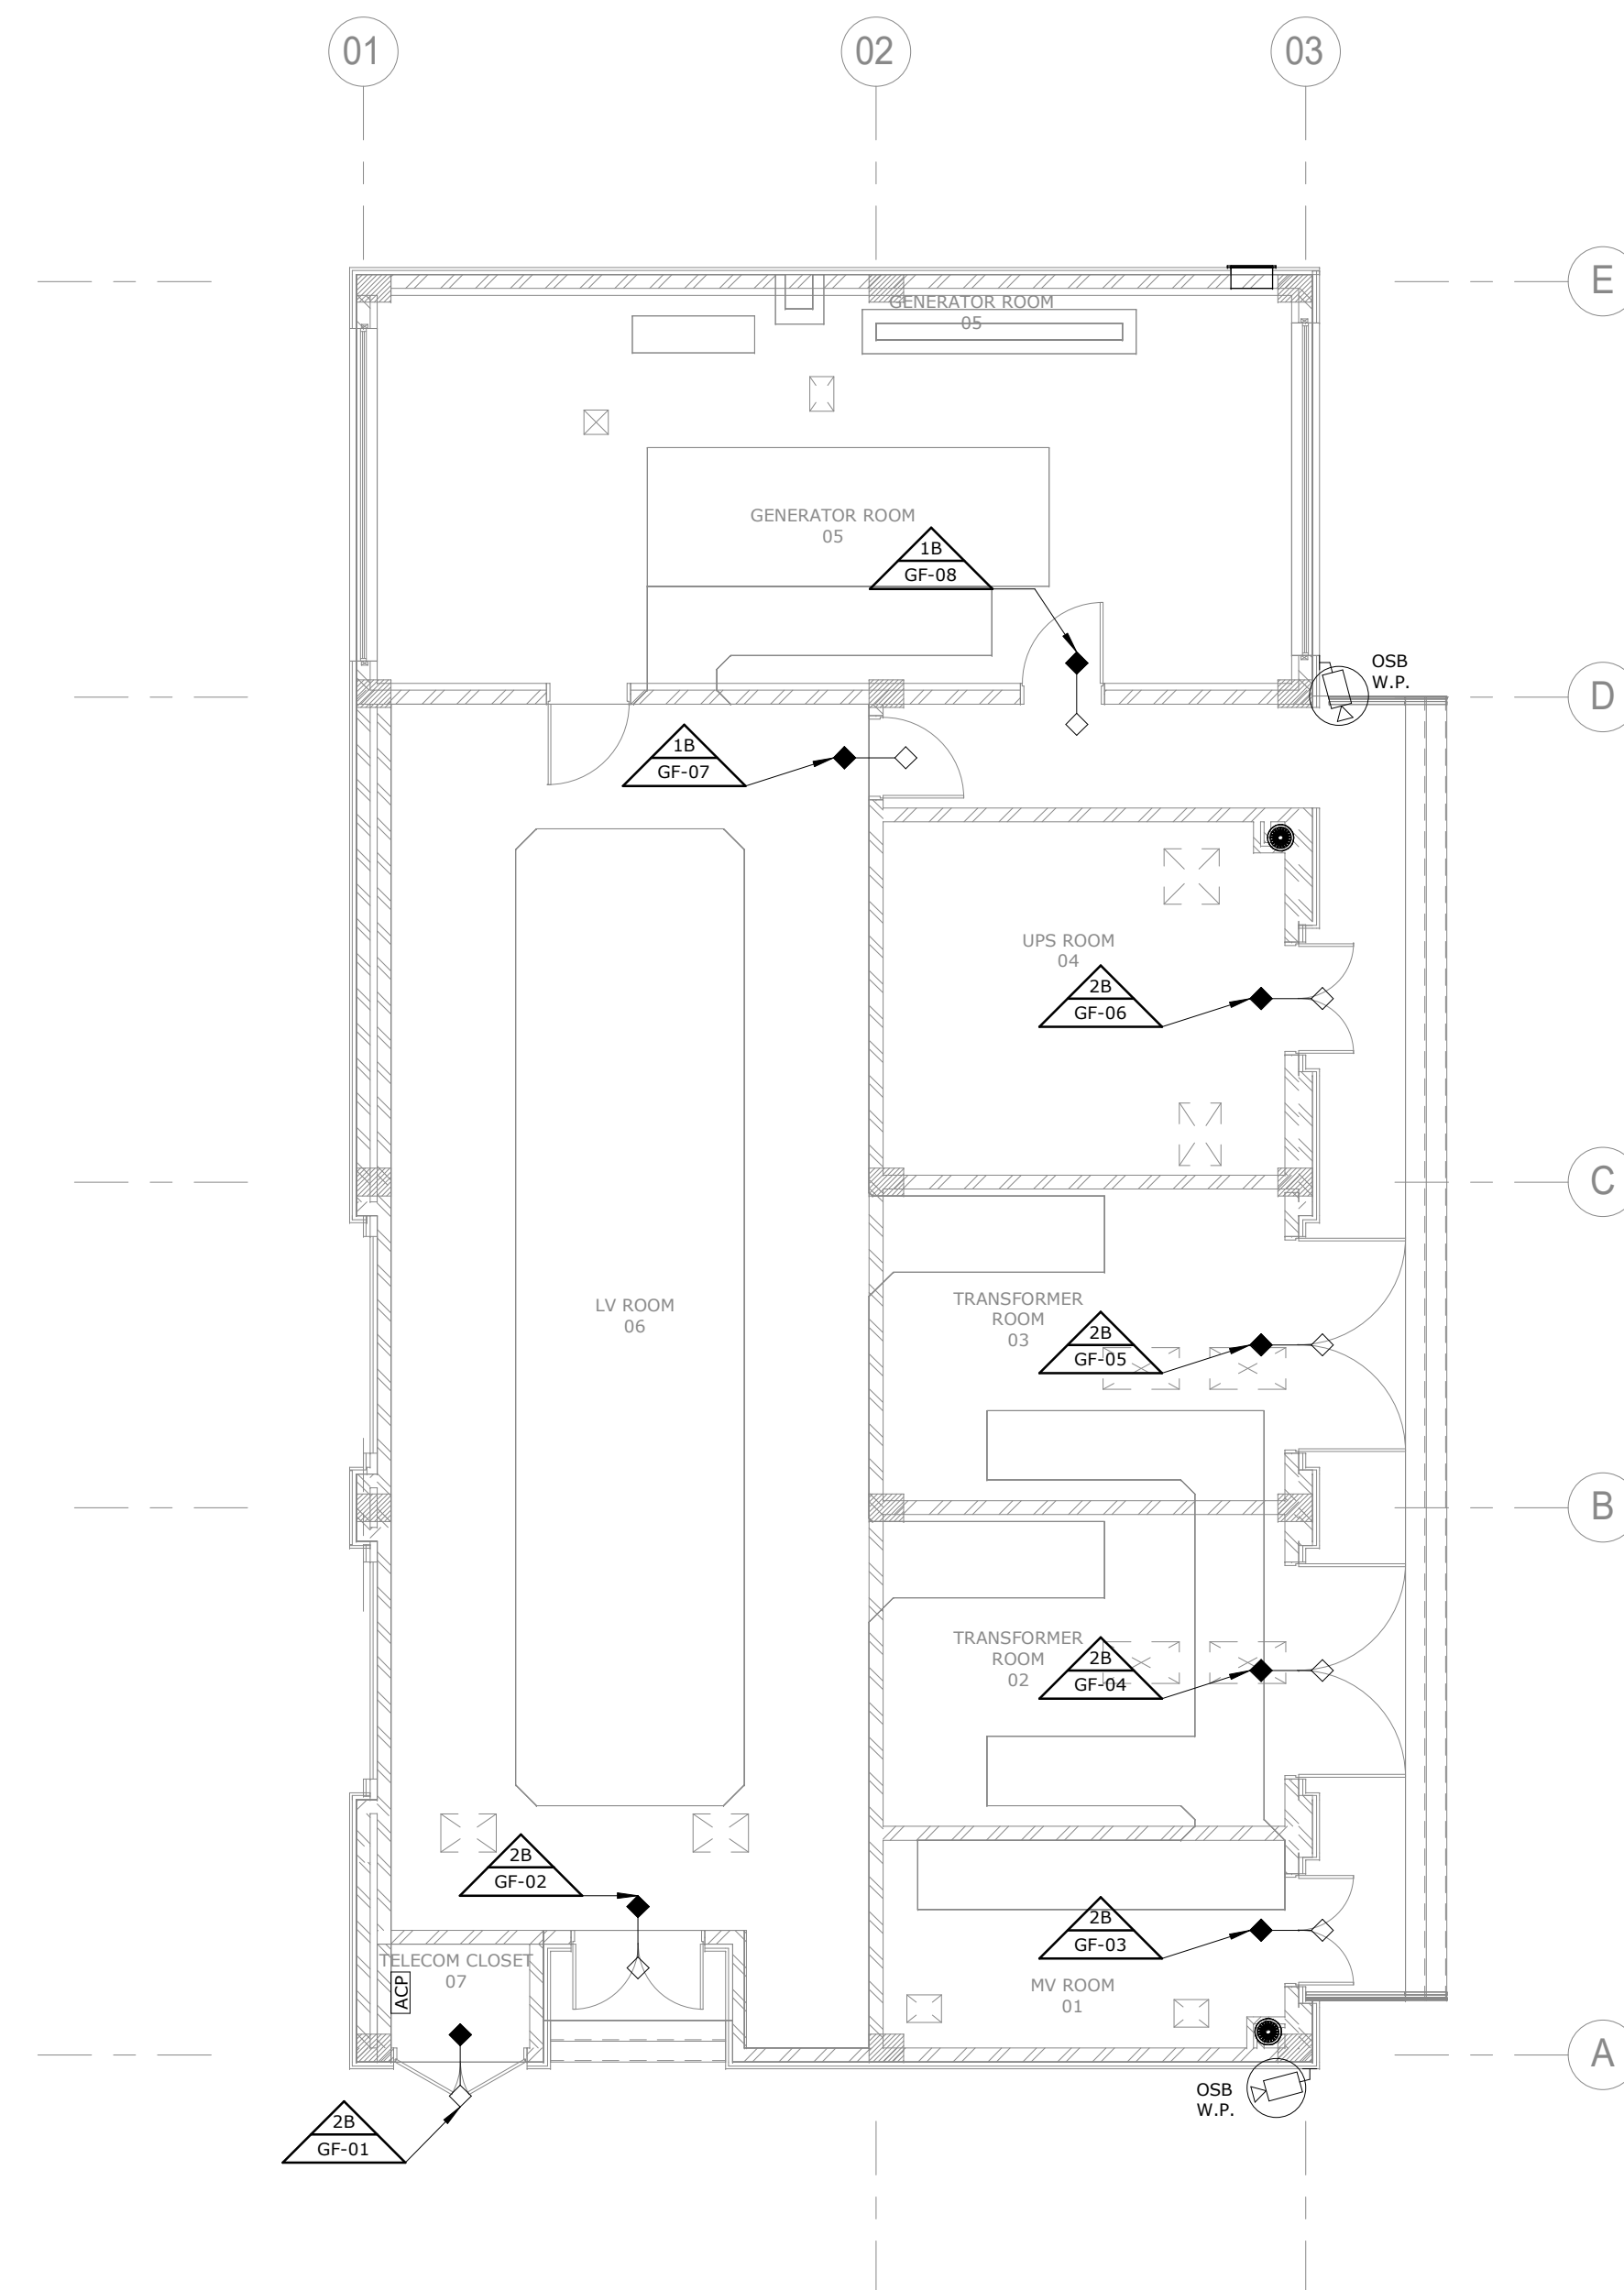 01
02
03
E
GENERATOR ROOM
05
GENERATOR ROOM
05
1B
GF-08
OSB
W.P.
D
1B
GF-07
UPS ROOM
04
2B
GF-06
C
LV ROOM
06
TRANSFORMER
ROOM
03
2B
GF-05
B
TRANSFORMER
ROOM
02
2B
GF-04
2B
GF-02
2B
GF-03
TELECOM CLOSET
07
ACP
MV ROOM
01
A
OSB
W.P.
2B
GF-01